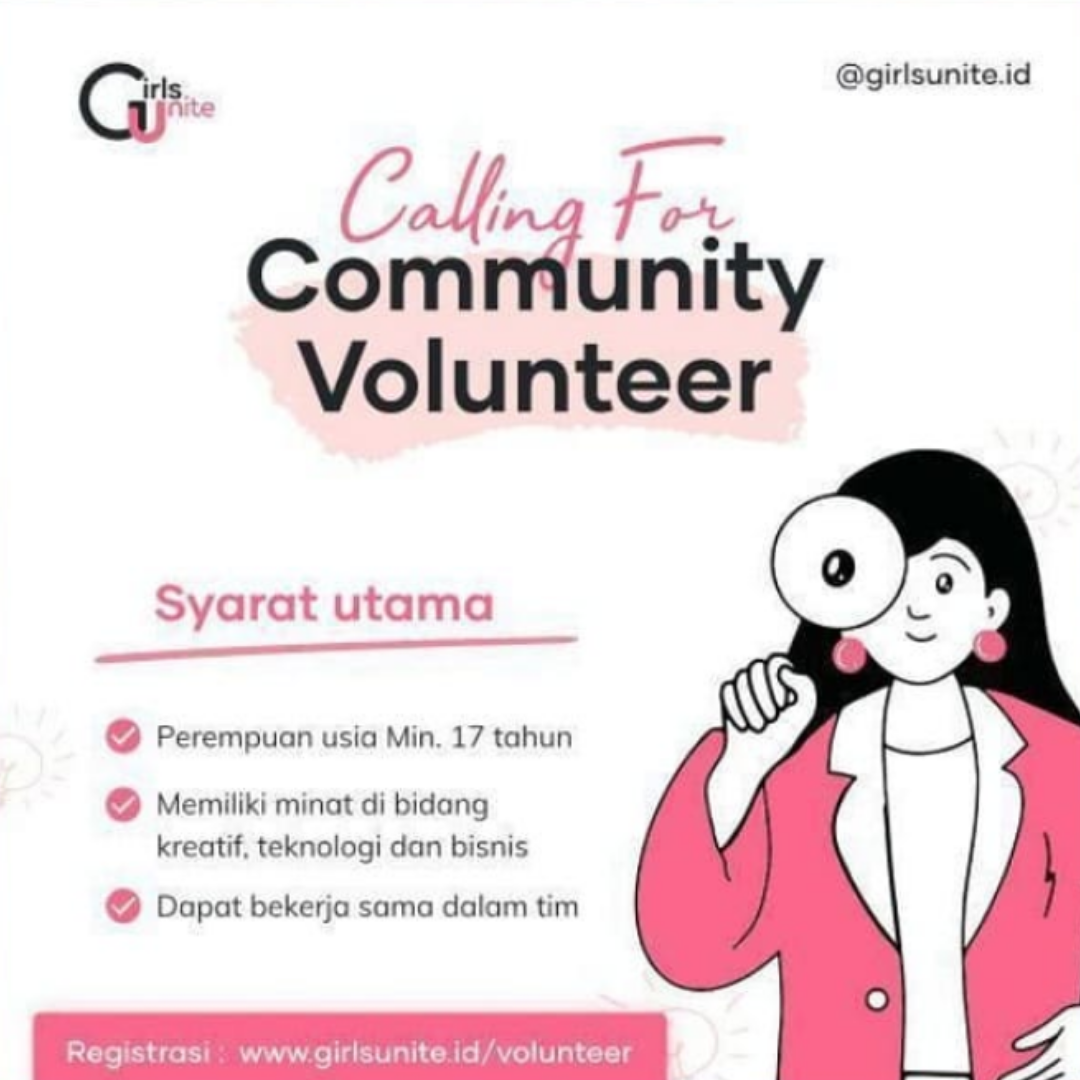 Girls
Unite
@girlsunite.id
Calling For
Community
Volunteer
Syarat utama
Perempuan usia Min. 17 tahun
Memiliki minat di bidang
kreatif, teknologi dan bisnis
Dapat bekerja sama dalam tim
Registrasi : www.girlsunite.id/volunteer